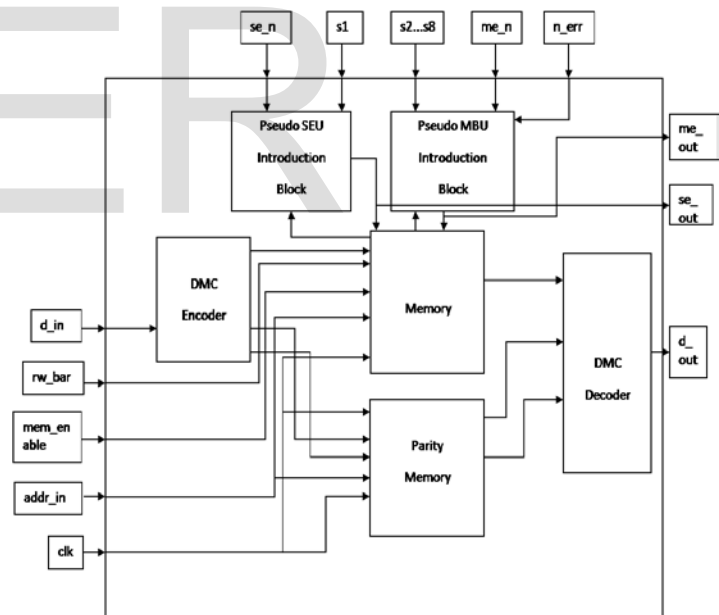 se_n
s1
s2...s8
me_n
n_err
ER
Pseudo SEU
Introduction
Block
Pseudo MBU
Introduction
Block
me_
out
se_
out
DMC
Encoder
Memory
DMC
Decoder
Parity
Memory
d_in
rw_bar
mem_en
able
addr_in
clk
d_
out